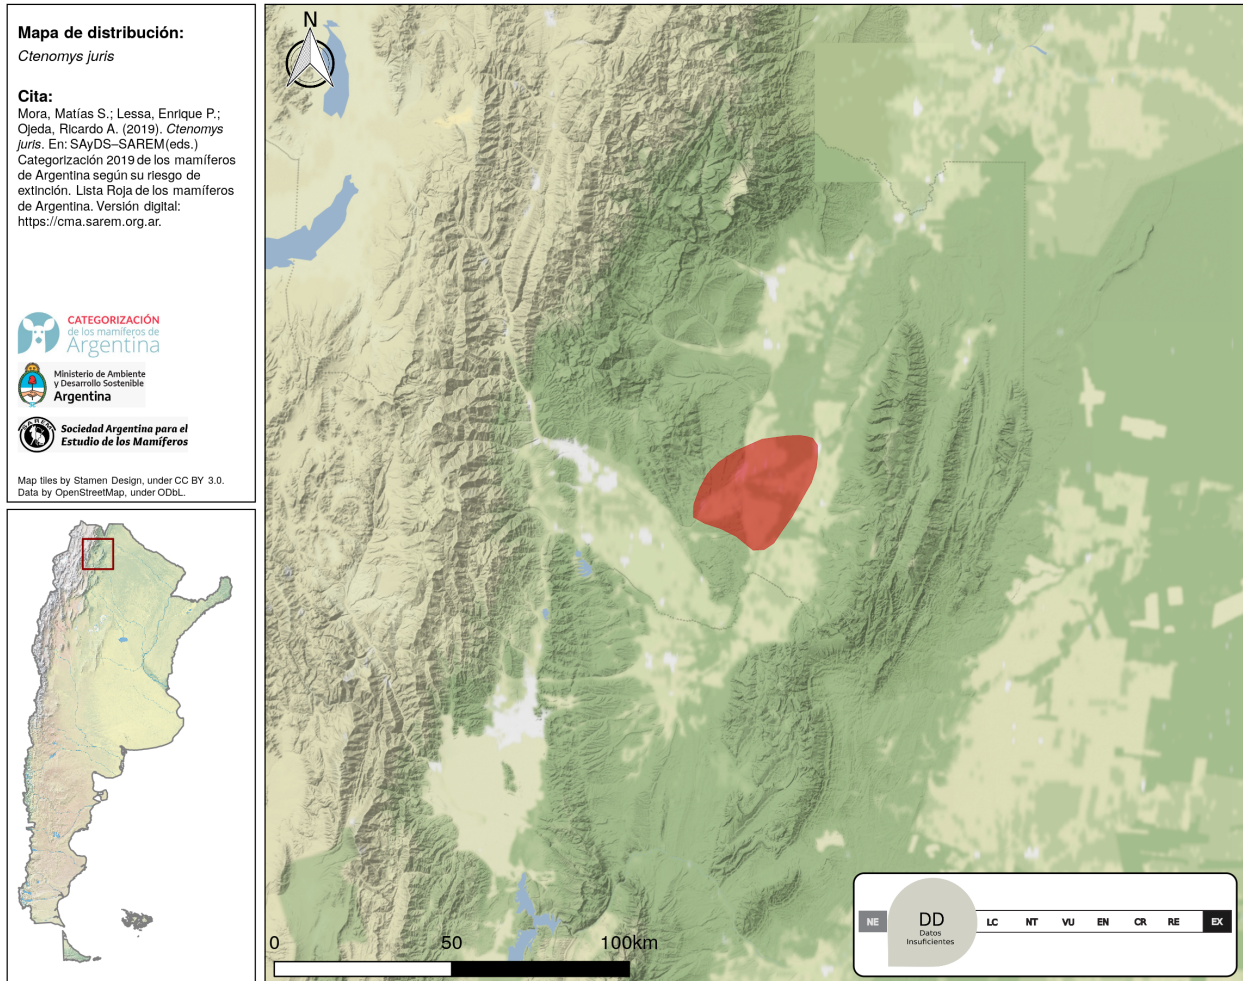 Mapa de distribución:
Ctenomys juris
Cita:
Mora, Matías S.; Lessa, Enrique P.;
Ojeda, Ricardo A. (2019). Ctenomys
juris. En: SAyDS–SAREM(eds.)
Categorización 2019 de los mamíferos
de Argentina según su riesgo de
extinción. Lista Roja de los mamíferos
de Argentina. Versión digital:
https://cma.sarem.org.ar.
CATEGORIZACIÓN
de los mamíferos de
Argentina
Ministerio de Ambiente
y Desarrollo Sostenible
Argentina
SAREM
Sociedad Argentina para el
Estudio de los Mamíferos
Map tiles by Stamen Design, under CC BY 3.0.
Data by OpenStreetMap, under ODbL.
N
0 50 100km
NE DD LC NT VU EN CR RE EX
Datos
Insuficientes